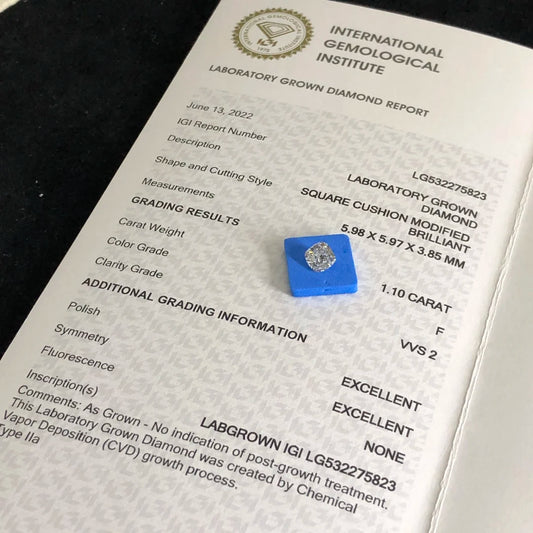 INTERNATIONAL
GEMOLOGICAL
INSTITUTE
LABORATORY GROWN DIAMOND REPORT
June 13, 2022
IGI Report Number LG532275823
Description LABORATORY GROWN
DIAMOND
Shape and Cutting Style SQUARE CUSHION MODIFIED
BRILLIANT
Measurements 5.98 X 5.97 X 3.85 MM
GRADING RESULTS
Carat Weight 1.10 CARAT
Color Grade F
Clarity Grade VVS 2
ADDITIONAL GRADING INFORMATION
Polish EXCELLENT
Symmetry EXCELLENT
Fluorescence NONE
Inscription(s) LABGROWN IGI LG532275823
Comments: As Grown - No indication of post-growth treatment.
This Laboratory Grown Diamond was created by Chemical
Vapor Deposition (CVD) growth process.
Type IIa